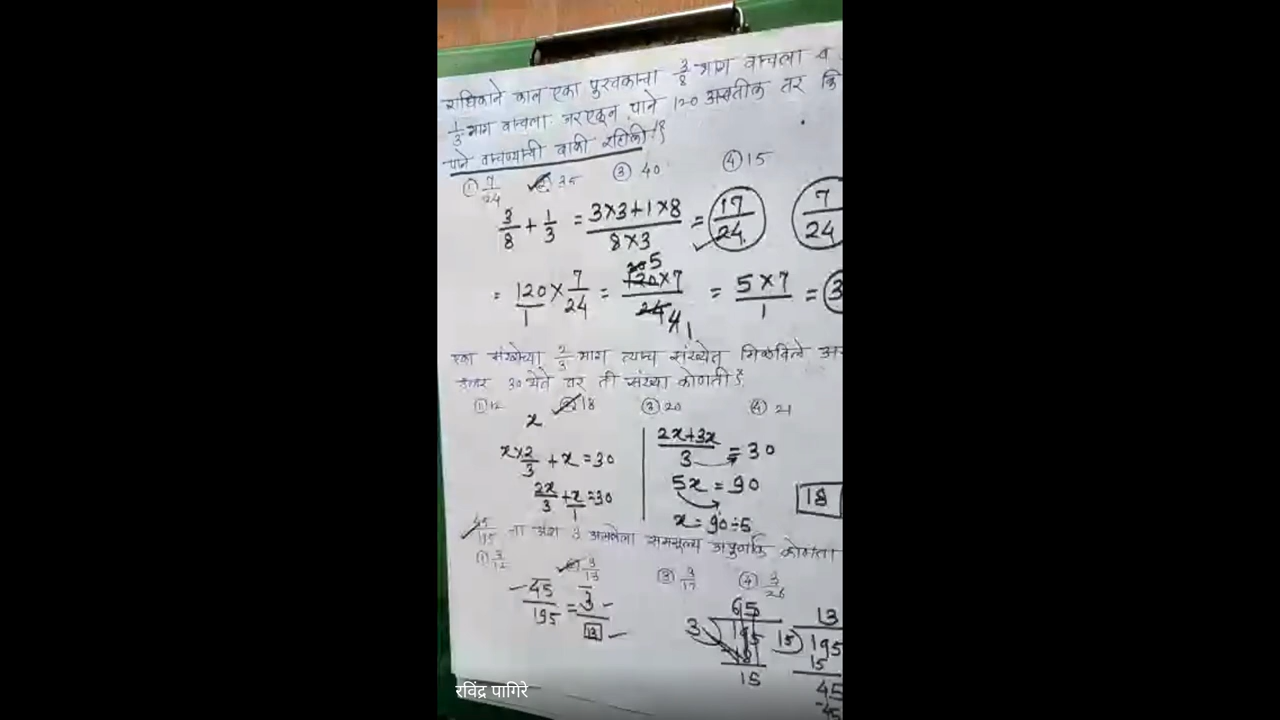 राधिकाने काल एका पुस्तकाचा 3/8 भाग वाचला व
1/3 भाग वाचला. जर एकूण पाने 120 असतील तर कि
पाने वाचण्याची बाकी राहिली?
① 7/24 ② 35 ③ 40 ④ 15
3/8 + 1/3 = 3×3+1×8/8×3 = 17/24 7/24
= 120/1 × 7/24 = 120×7/24 = 5×7/1 = 3
एका संख्येचा 2/3 भाग त्याच संख्येत मिळविले अस
उत्तर 30 येते तर ती संख्या कोणती?
① 12 ② 18 ③ 20 ④ 21
x
x×2/3 + x = 30
2x/3 + x/1 = 30
2x+3x/3 = 30
5x = 90
x = 90÷5
18
45/195 चा अंश 3 असलेला सममूल्य अपूर्णांक कोणता
① 3/12 ② 3/13 ③ 3/17 ④ 3/26
45/195 = 3/13
65
3 195
15
13
15 195
15
45
-45
रविंद्र पागिरे